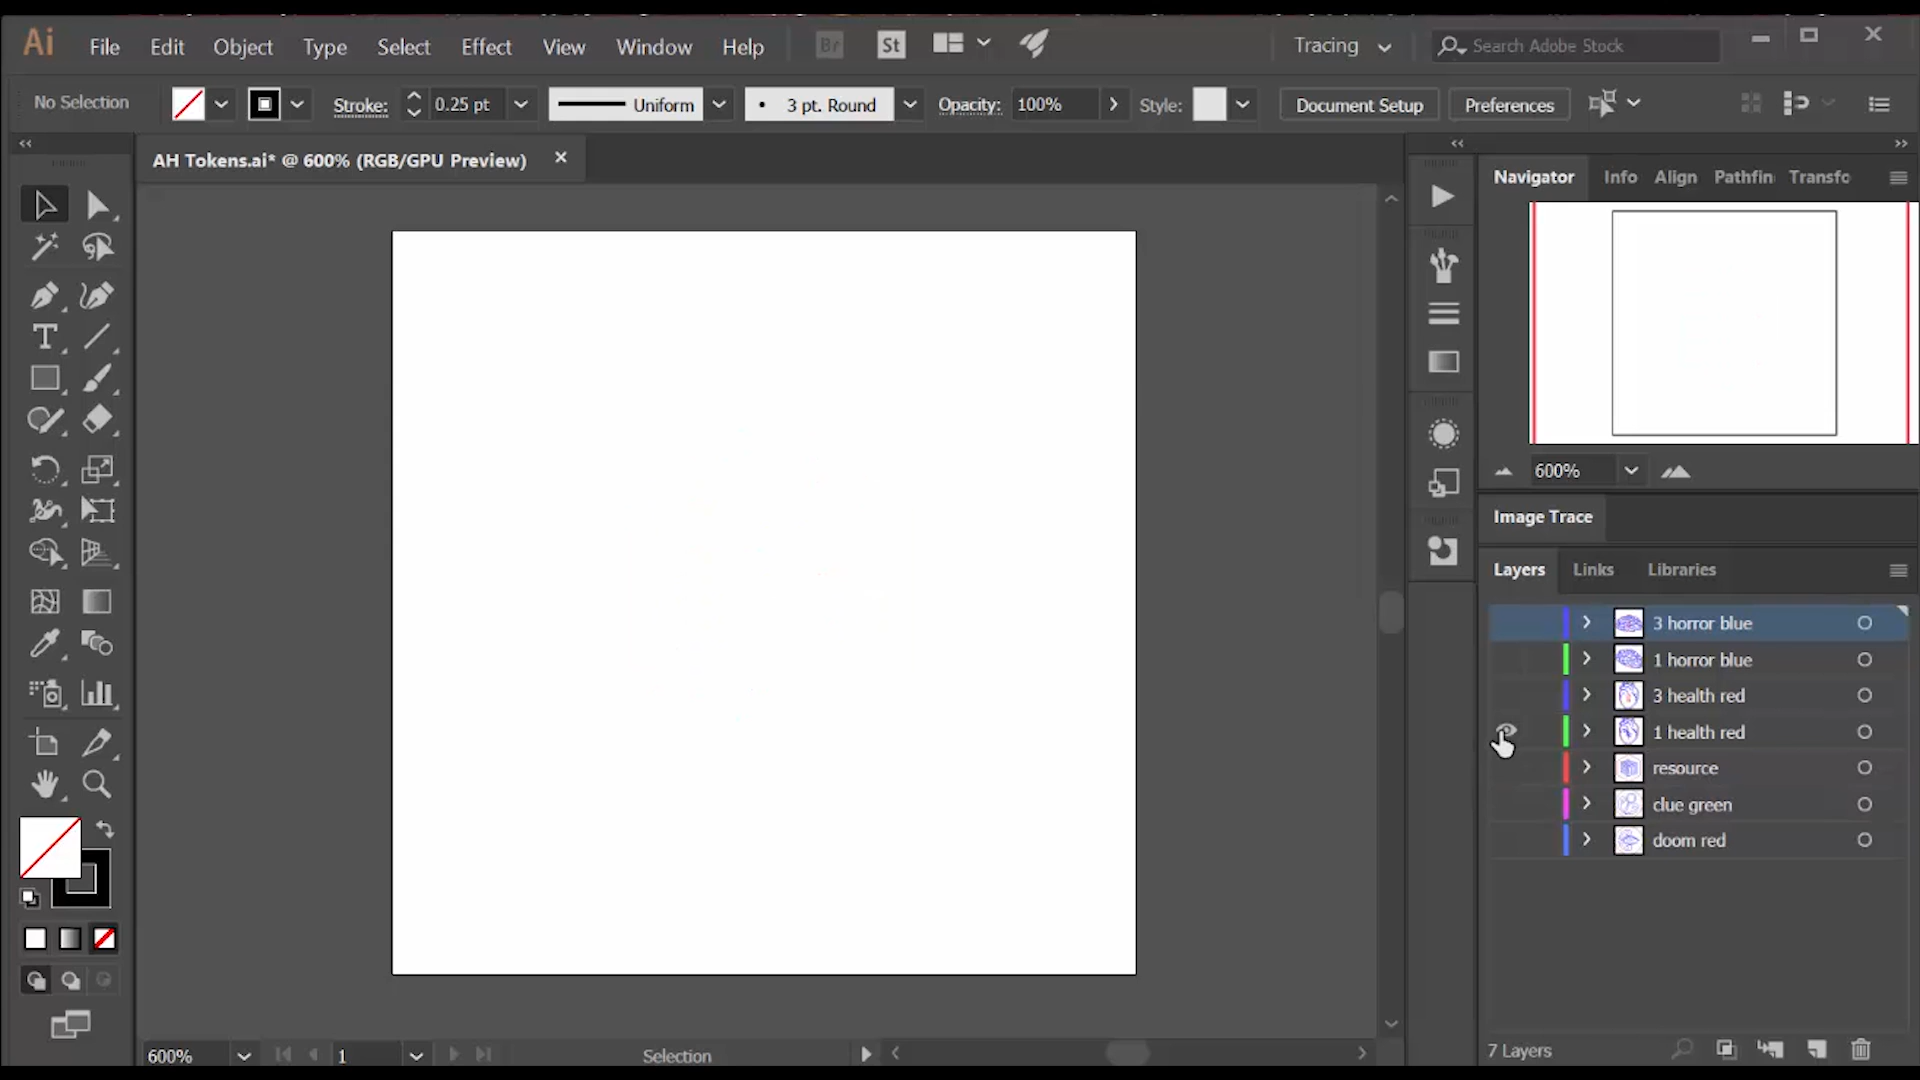 Ai File Edit Object Type Select Effect View Window Help Br St Tracing Search Adobe Stock
No Selection Stroke: 0.25 pt Uniform 3 pt. Round Opacity: 100% Style: Document Setup Preferences
AH Tokens.ai* @ 600% (RGB/GPU Preview)
Navigator Info Align Pathfin Transfo
600%
Image Trace
Layers Links Libraries
3 horror blue
1 horror blue
3 health red
1 health red
resource
clue green
doom red
600% 1 Selection
7 Layers